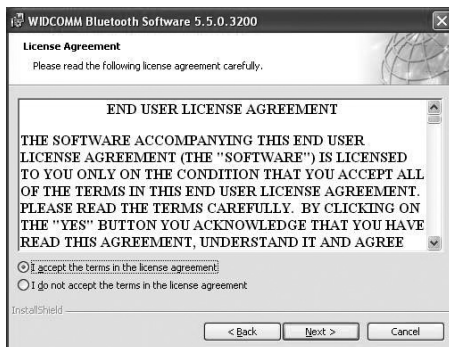 WIDCOMM Bluetooth Software 5.5.0.3200
License Agreement
Please read the following license agreement carefully.
END USER LICENSE AGREEMENT
THE SOFTWARE ACCOMPANYING THIS END USER
LICENSE AGREEMENT (THE "SOFTWARE") IS LICENSED
TO YOU ONLY ON THE CONDITION THAT YOU ACCEPT ALL
OF THE TERMS IN THIS END USER LICENSE AGREEMENT.
PLEASE READ THE TERMS CAREFULLY. BY CLICKING ON
THE "YES" BUTTON YOU ACKNOWLEDGE THAT YOU HAVE
READ THIS AGREEMENT, UNDERSTAND IT AND AGREE
I accept the terms in the license agreement
I do not accept the terms in the license agreement
InstallShield
< Back Next > Cancel